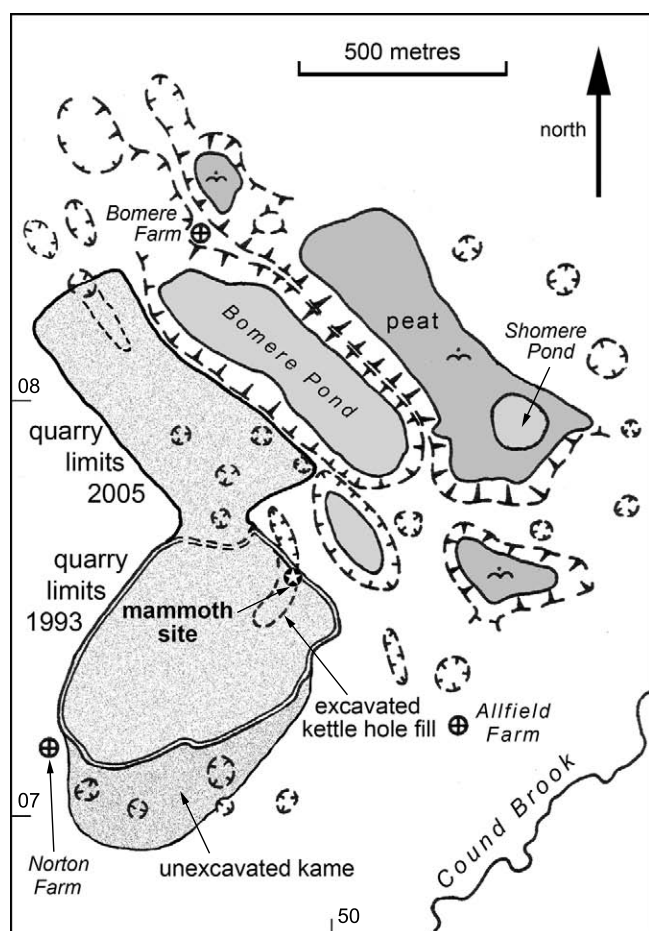 500 metres
north
Bomere
Farm
peat
Shomere
Pond
Bomere Pond
08
quarry
limits
2005
quarry
limits
1993
mammoth
site
excavated
kettle hole fill
Allfield
Farm
07
Norton
Farm
unexcavated kame
Cound Brook
50